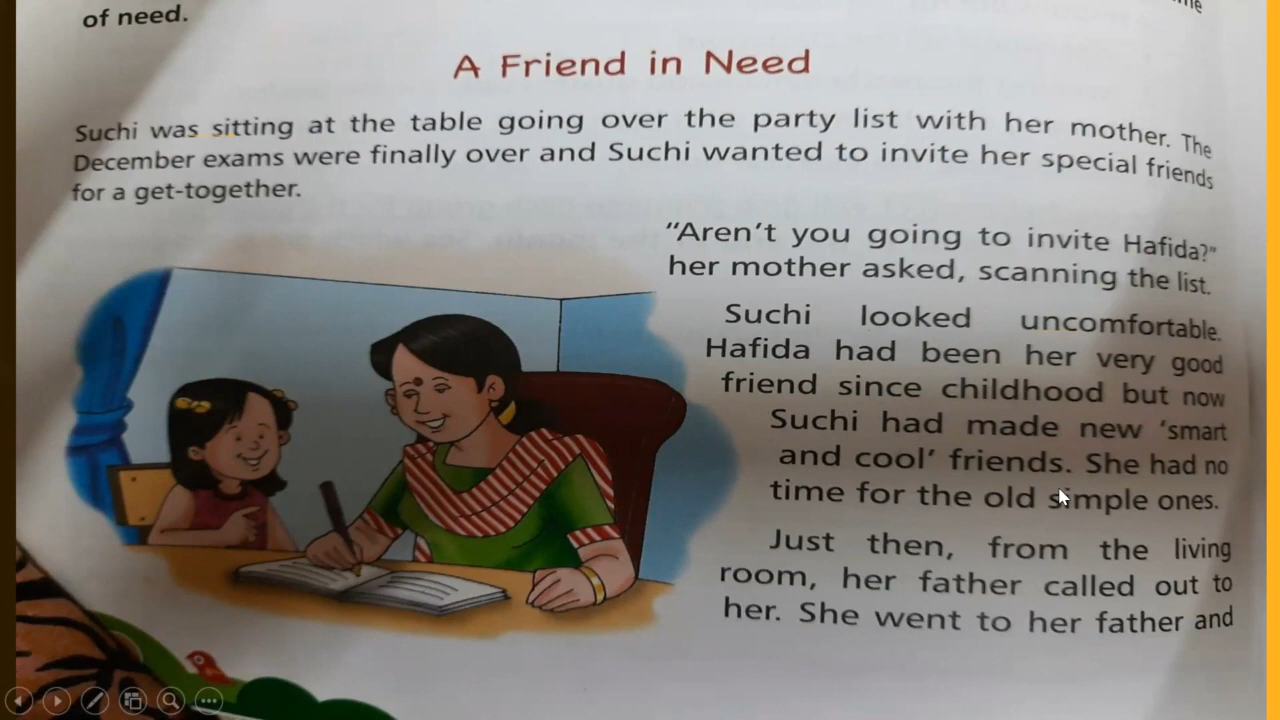 of need.
A Friend in Need
Suchi was sitting at the table going over the party list with her mother. The
December exams were finally over and Suchi wanted to invite her special friends
for a get-together.
"Aren't you going to invite Hafida?"
her mother asked, scanning the list.
Suchi looked uncomfortable.
Hafida had been her very good
friend since childhood but now
Suchi had made new 'smart
and cool' friends. She had no
time for the old simple ones.
Just then, from the living
room, her father called out to
her. She went to her father and